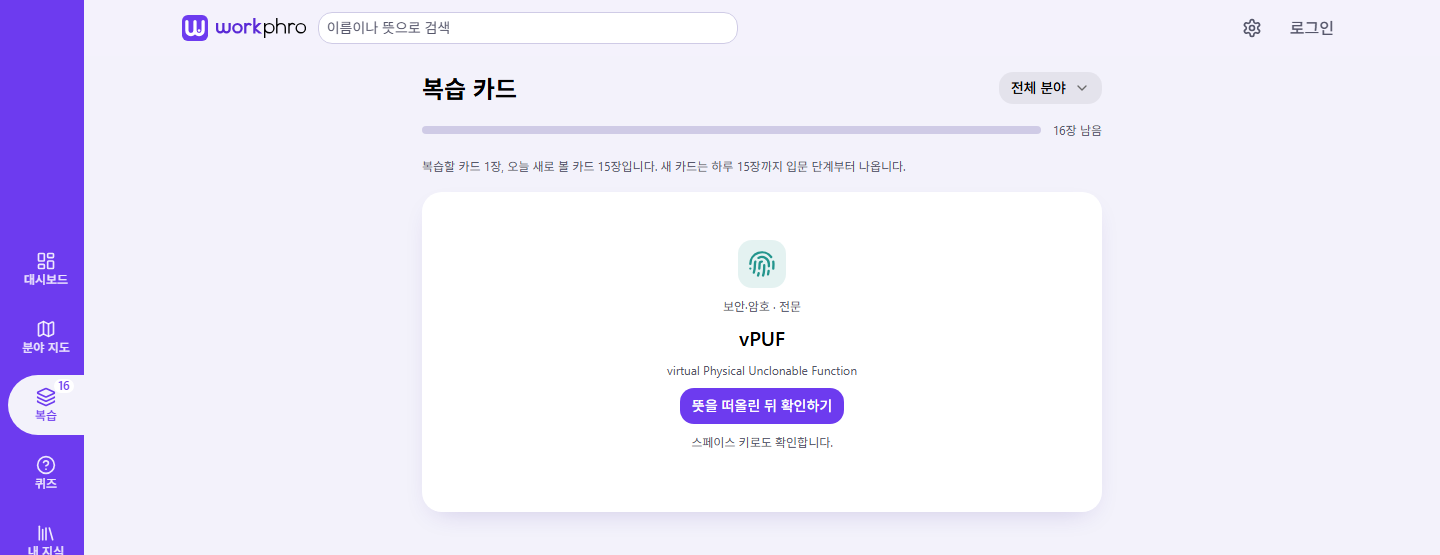 workphro
이름이나 뜻으로 검색
로그인
복습 카드
전체 분야
16장 남음
복습할 카드 1장, 오늘 새로 볼 카드 15장입니다. 새 카드는 하루 15장까지 입문 단계부터 나옵니다.
보안·암호 · 전문
vPUF
virtual Physical Unclonable Function
뜻을 떠올린 뒤 확인하기
스페이스 키로도 확인합니다.
대시보드
분야 지도
16
복습
퀴즈
내 지식